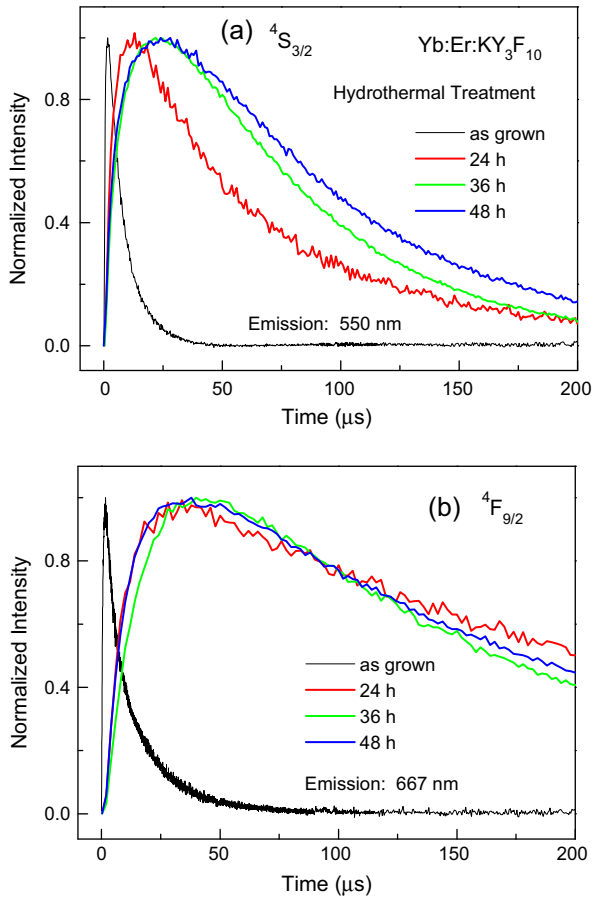 (a) ⁴S₃/₂ Yb:Er:KY₃F₁₀
Hydrothermal Treatment
as grown
24 h
36 h
48 h
Emission: 550 nm
Normalized Intensity
0.8
0.4
0.0
0 50 100 150 200
Time (μs)
(b) ⁴F₉/₂
as grown
24 h
36 h
48 h
Emission: 667 nm
Normalized Intensity
0.8
0.4
0.0
0 50 100 150 200
Time (μs)